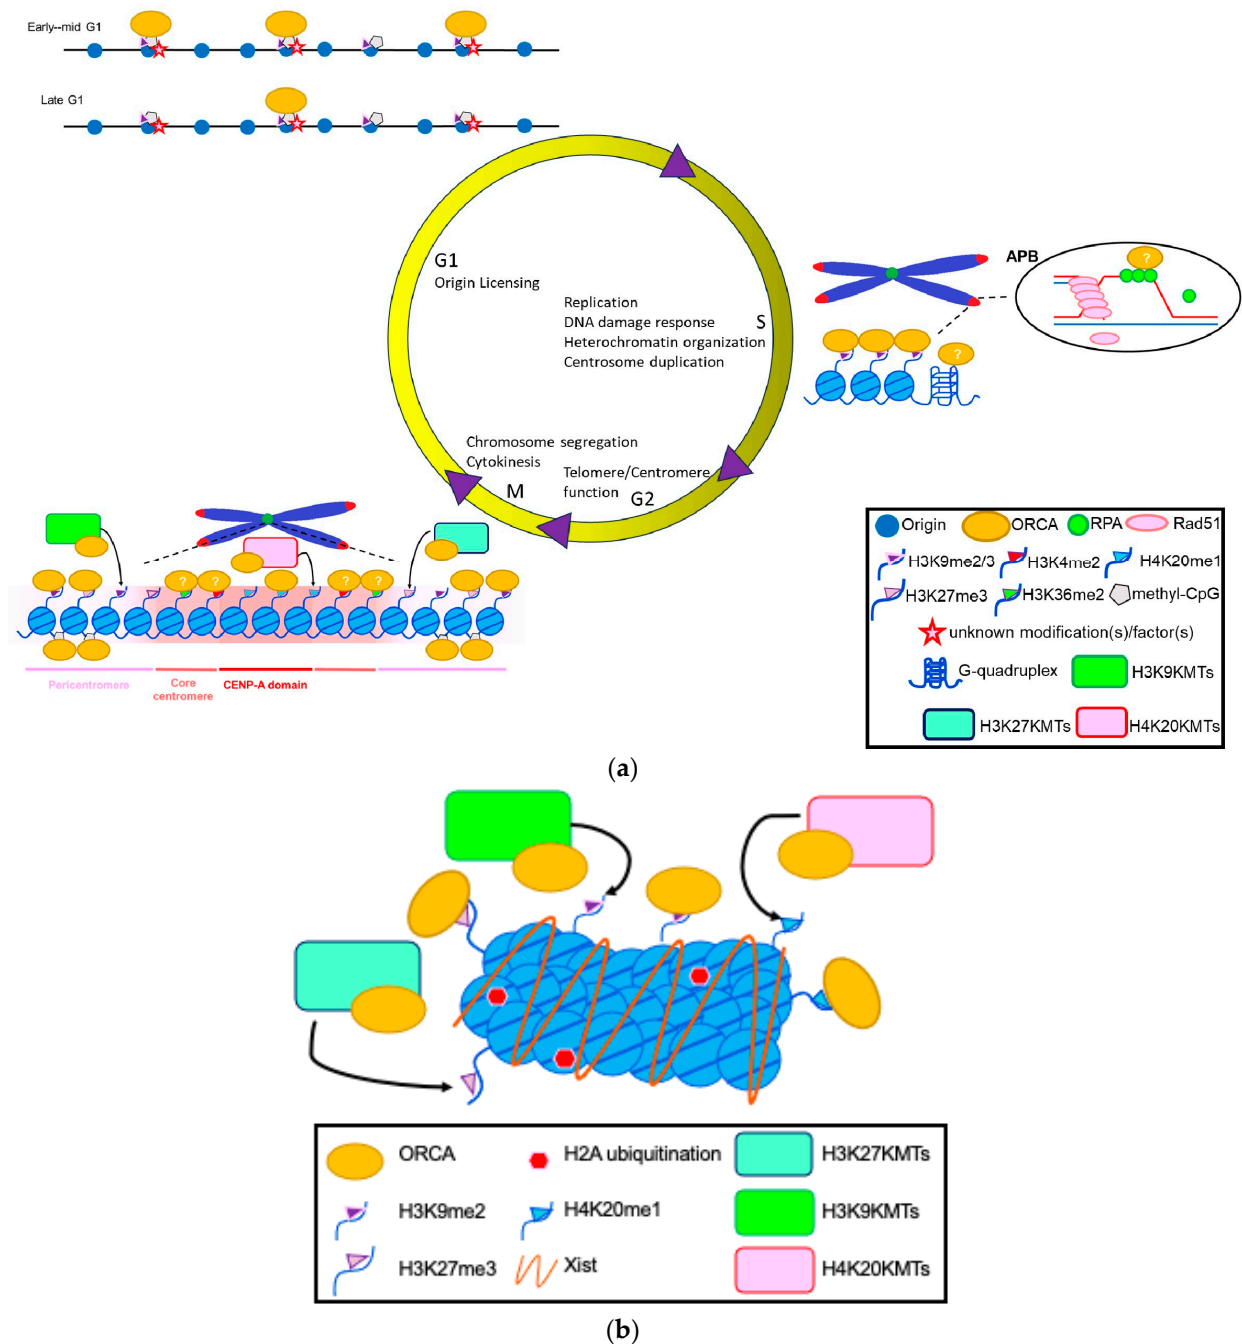 Early--mid G1
Late G1
G1
Origin Licensing
Replication
DNA damage response
S
Heterochromatin organization
Centrosome duplication
APB
?
?
Chromosome segregation
Cytokinesis
M
Telomere/Centromere
function
G2
? ? ? ?
Pericentromere
Core
centromere
CENP-A domain
Origin
ORCA
RPA
Rad51
H3K9me2/3
H3K4me2
H4K20me1
H3K27me3
H3K36me2
methyl-CpG
unknown modification(s)/factor(s)
G-quadruplex
H3K9KMTs
H3K27KMTs
H4K20KMTs
(a)
ORCA
H2A ubiquitination
H3K27KMTs
H3K9me2
H4K20me1
H3K9KMTs
H3K27me3
Xist
H4K20KMTs
(b)